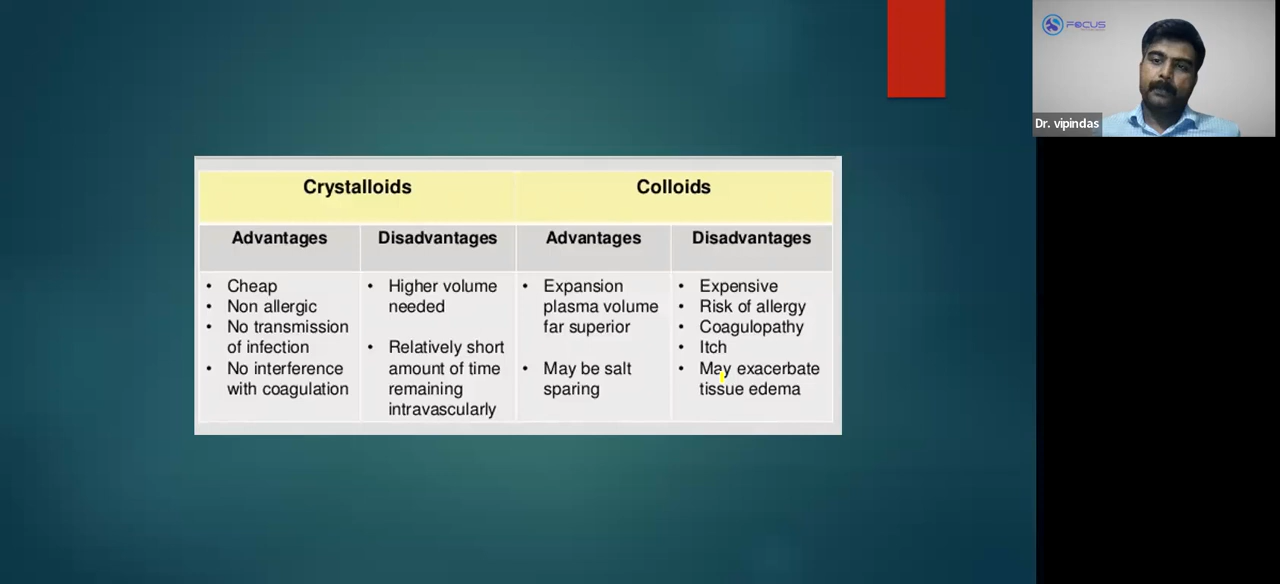 FOCUS
Dr. vipindas
Crystalloids
Colloids
Advantages
Disadvantages
Advantages
Disadvantages
• Cheap
• Non allergic
• No transmission
of infection
• No interference
with coagulation
• Higher volume
needed
• Relatively short
amount of time
remaining
intravascularly
• Expansion
plasma volume
far superior
• May be salt
sparing
• Expensive
• Risk of allergy
• Coagulopathy
• Itch
• May exacerbate
tissue edema